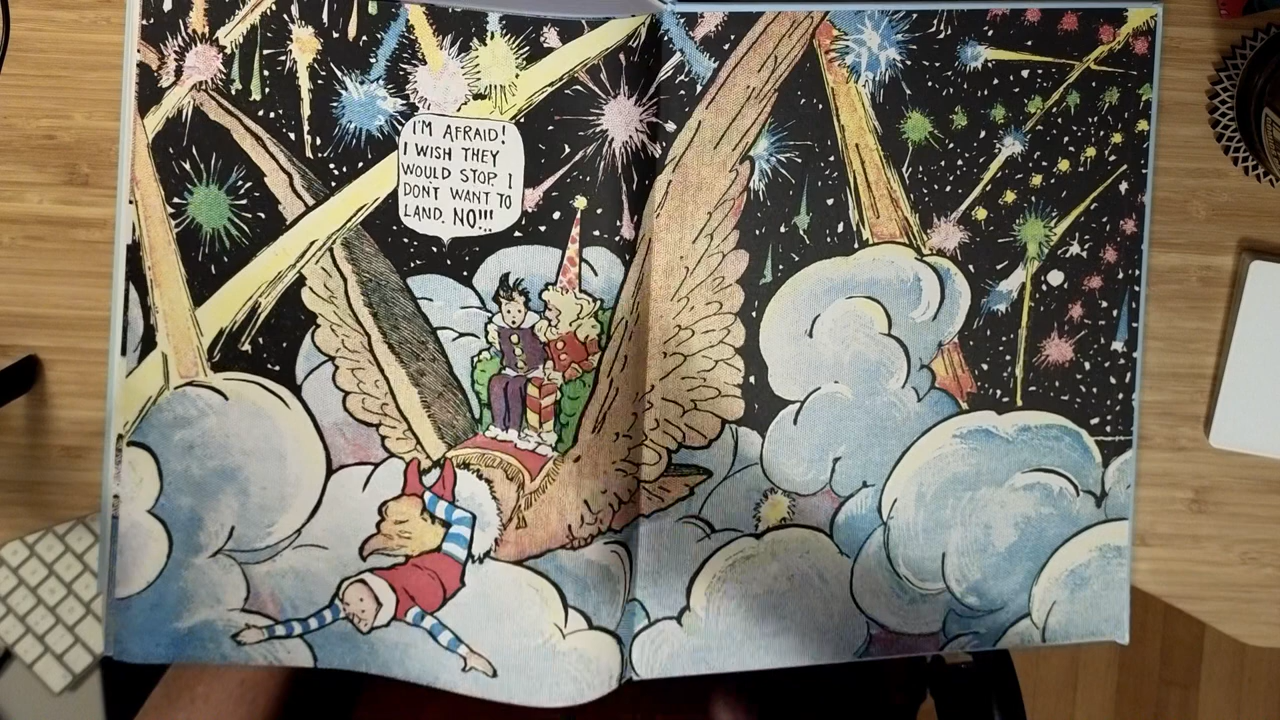 I'M AFRAID!
I WISH THEY
WOULD STOP. I
DON'T WANT TO
LAND. NO!!!